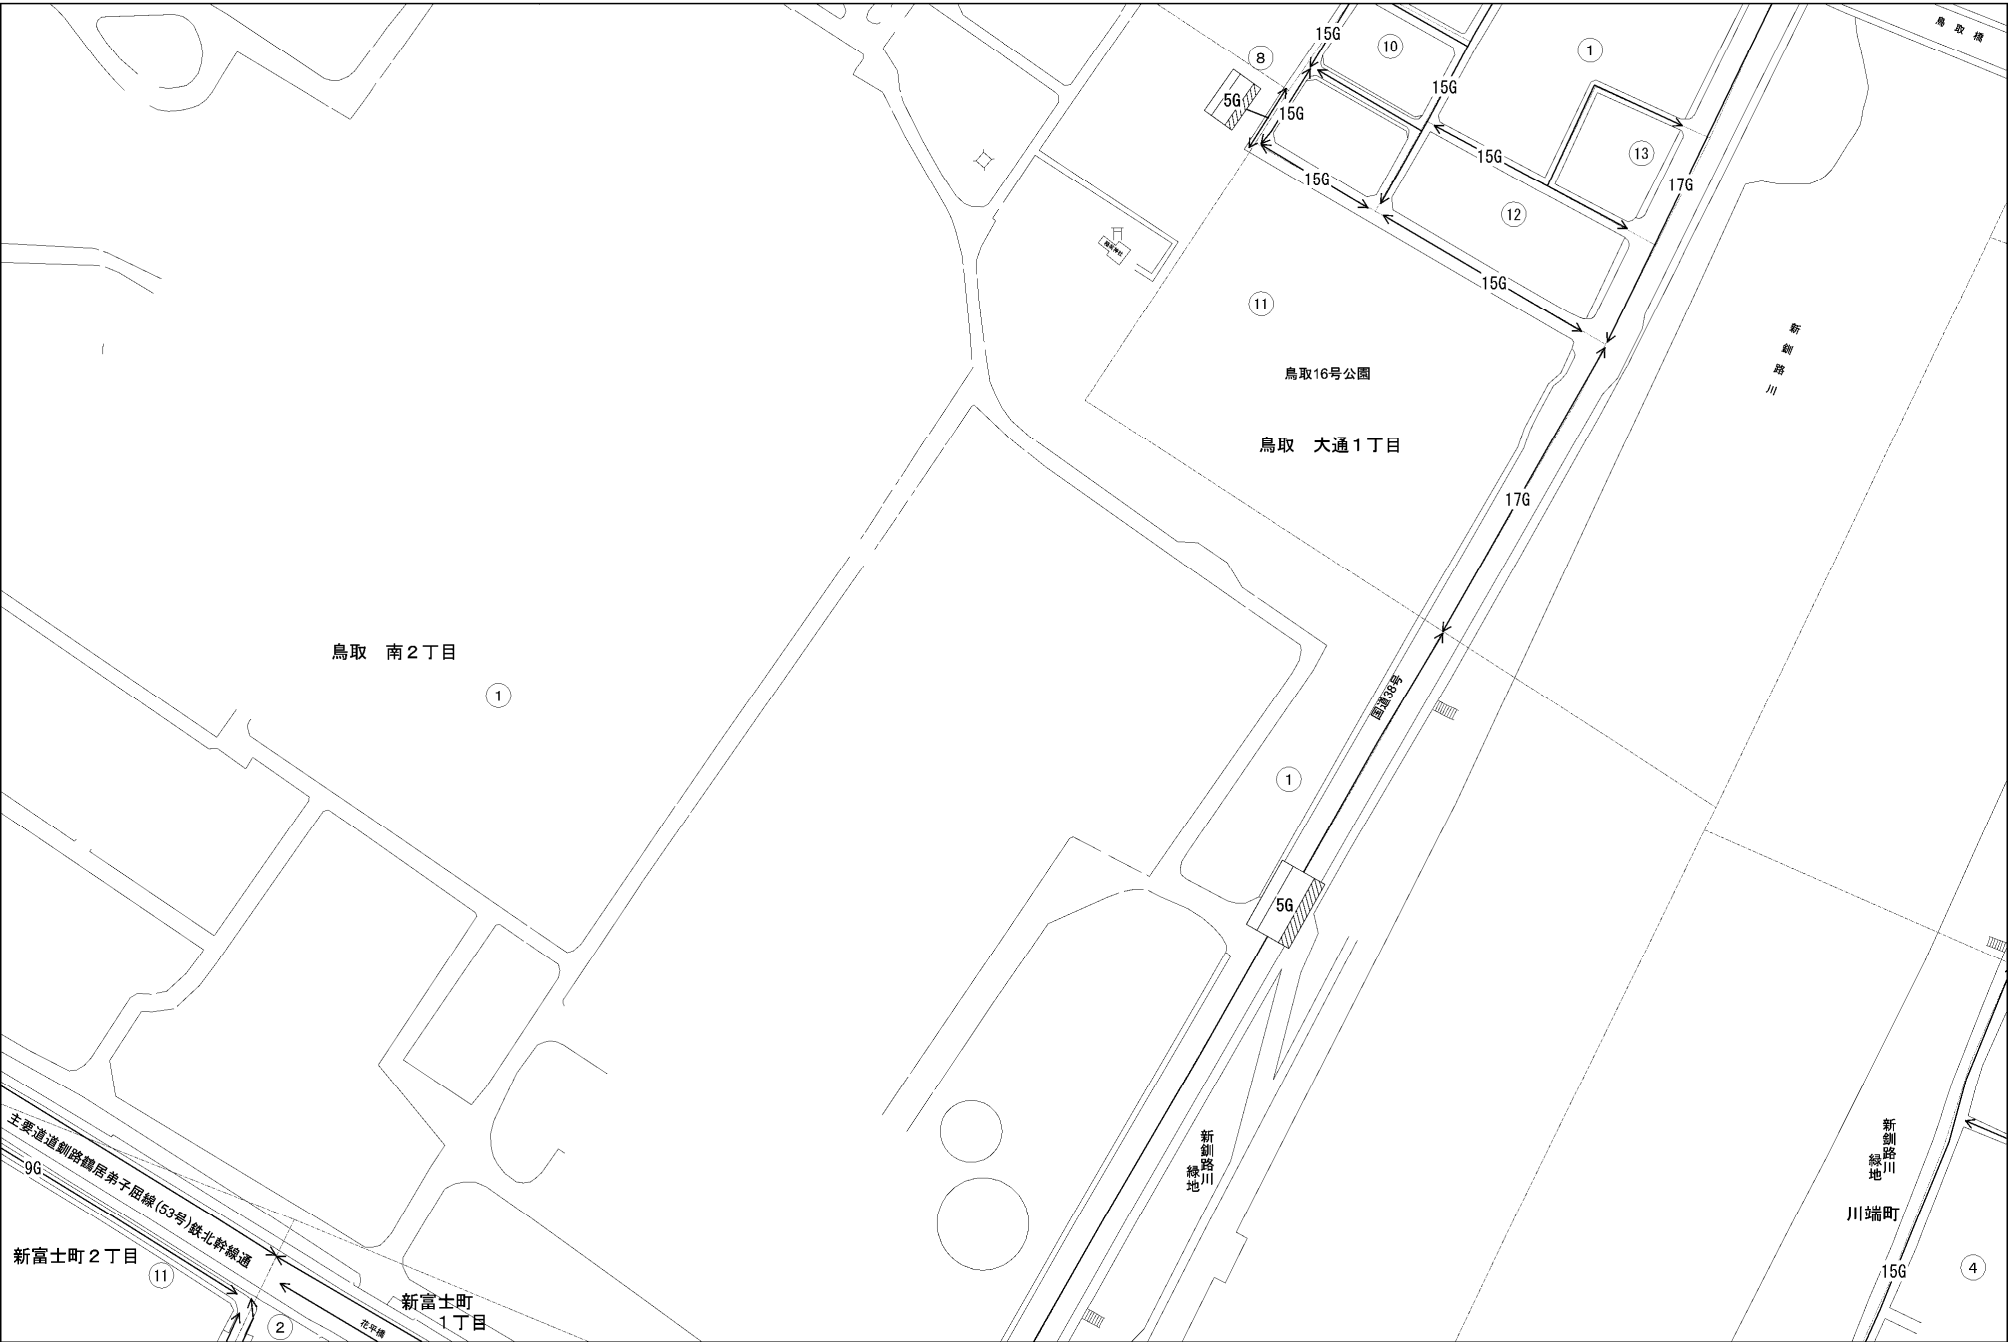 15G
⑩
①
鳥取橋
⑧
5G
15G
15G
15G
⑬
15G
17G
15G
⑫
15G
⑪
新釧路川
鳥取16号公園
鳥取 大通1丁目
17G
鳥取 南2丁目
①
国道38号
①
5G
主要道道釧路鶴居弟子屈線(53号)鉄北幹線通
9G
新釧路川
緑地
新釧路川
緑地
川端町
新富士町2丁目
⑪
15G
④
新富士町
1丁目
②
花平橋